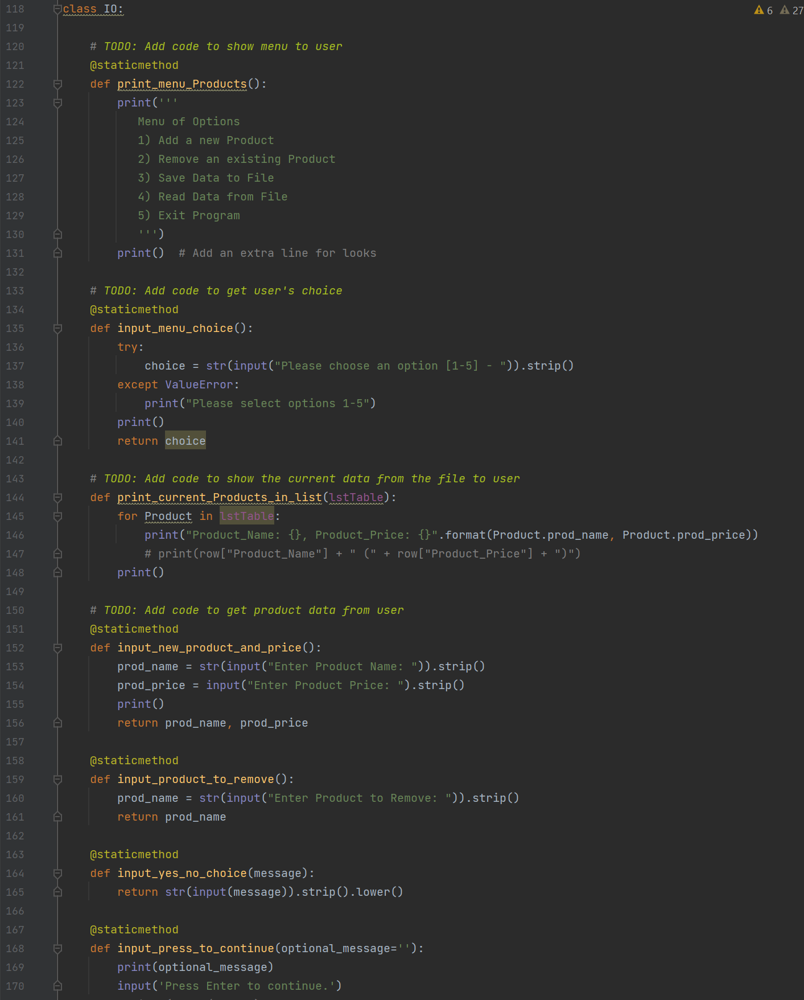 118 class IO: 6 27
119
120 # TODO: Add code to show menu to user
121 @staticmethod
122 def print_menu_Products():
123 print('''
124 Menu of Options
125 1) Add a new Product
126 2) Remove an existing Product
127 3) Save Data to File
128 4) Read Data from File
129 5) Exit Program
130 ''')
131 print()  # Add an extra line for looks
132
133 # TODO: Add code to get user's choice
134 @staticmethod
135 def input_menu_choice():
136 try:
137 choice = str(input("Please choose an option [1-5] - ")).strip()
138 except ValueError:
139 print("Please select options 1-5")
140 print()
141 return choice
142
143 # TODO: Add code to show the current data from the file to user
144 def print_current_Products_in_list(lstTable):
145 for Product in lstTable:
146 print("Product_Name: {}, Product_Price: {}".format(Product.prod_name, Product.prod_price))
147 # print(row["Product_Name"] + " (" + row["Product_Price"] + ")")
148 print()
149
150 # TODO: Add code to get product data from user
151 @staticmethod
152 def input_new_product_and_price():
153 prod_name = str(input("Enter Product Name: ")).strip()
154 prod_price = input("Enter Product Price: ").strip()
155 print()
156 return prod_name, prod_price
157
158 @staticmethod
159 def input_product_to_remove():
160 prod_name = str(input("Enter Product to Remove: ")).strip()
161 return prod_name
162
163 @staticmethod
164 def input_yes_no_choice(message):
165 return str(input(message)).strip().lower()
166
167 @staticmethod
168 def input_press_to_continue(optional_message=''):
169 print(optional_message)
170 input('Press Enter to continue.')